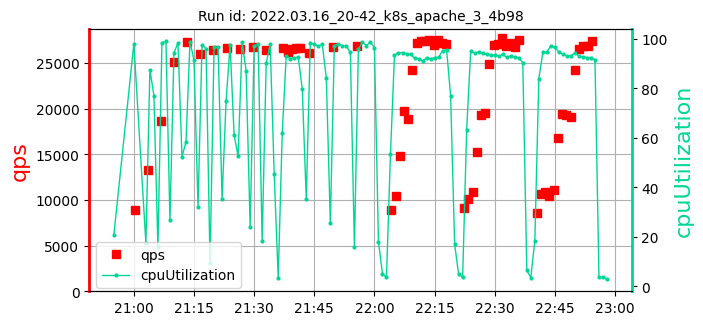 Run id: 2022.03.16_20-42_k8s_apache_3_4b98
25000
20000
15000
10000
5000
0
qps
100
80
60
40
20
0
cpuUtilization
qps
cpuUtilization
21:00 21:15 21:30 21:45 22:00 22:15 22:30 22:45 23:00